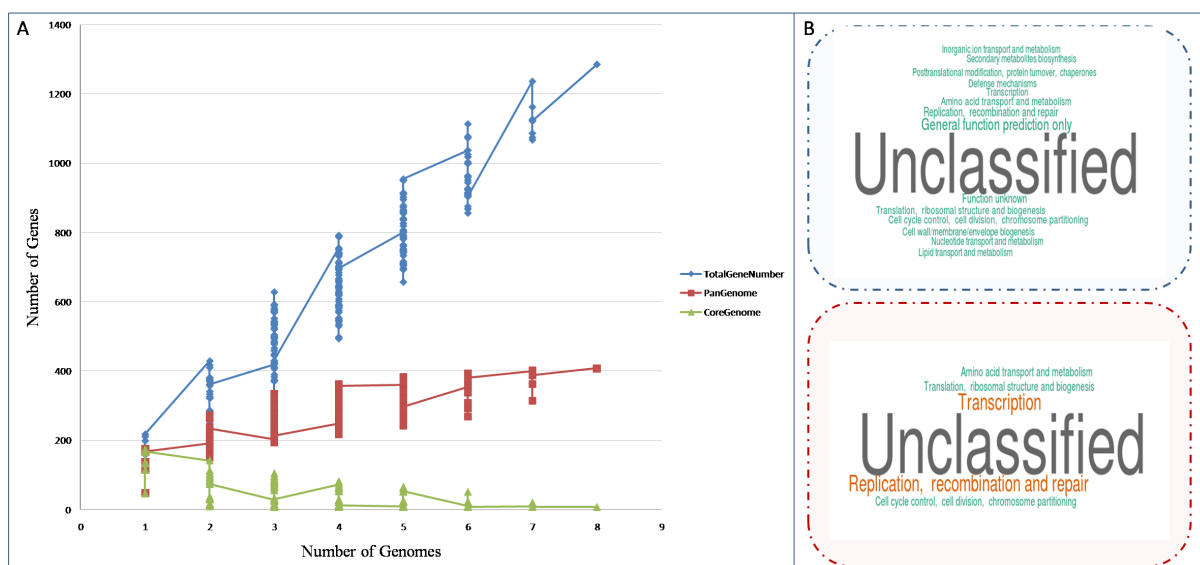 A
1400
1200
1000
800
600
400
200
0
Number of Genes
0 1 2 3 4 5 6 7 8 9
Number of Genomes
TotalGeneNumber
PanGenome
CoreGenome
B
Inorganic ion transport and metabolism
Secondary metabolites biosynthesis
Posttranslational modification, protein turnover, chaperones
Defense mechanisms
Transcription
Amino acid transport and metabolism
Replication, recombination and repair
General function prediction only
Unclassified
Function unknown
Translation, ribosomal structure and biogenesis
Cell cycle control, cell division, chromosome partitioning
Cell wall/membrane/envelope biogenesis
Nucleotide transport and metabolism
Lipid transport and metabolism
Amino acid transport and metabolism
Translation, ribosomal structure and biogenesis
Transcription
Unclassified
Replication, recombination and repair
Cell cycle control, cell division, chromosome partitioning